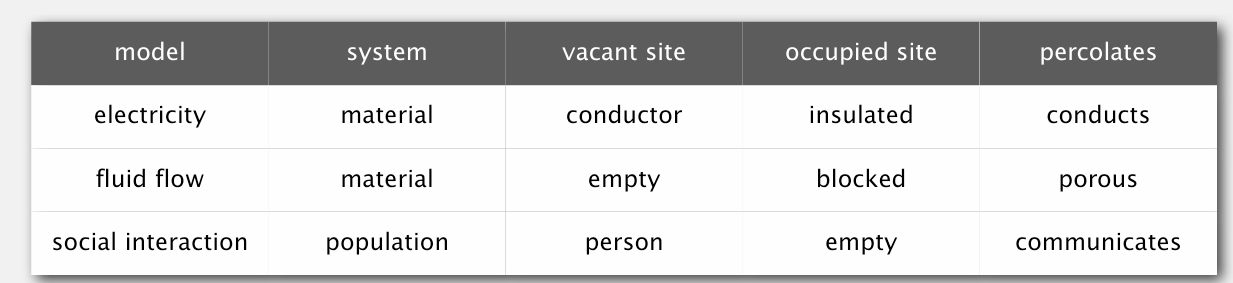 model system vacant site occupied site percolates
electricity material conductor insulated conducts
fluid flow material empty blocked porous
social interaction population person empty communicates